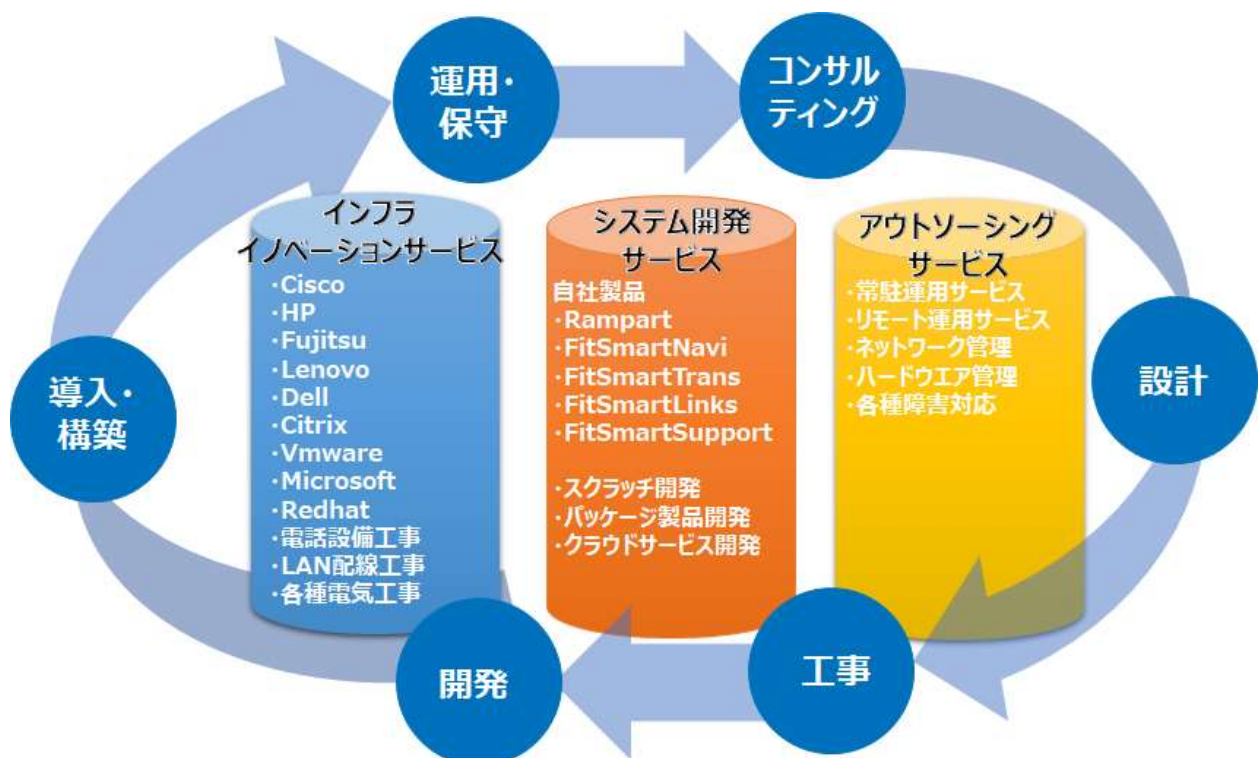 運用・
保守
コンサル
ティング
設計
工事
開発
導入・
構築
インフラ
イノベーションサービス
・Cisco
・HP
・Fujitsu
・Lenovo
・Dell
・Citrix
・Vmware
・Microsoft
・Redhat
・電話設備工事
・LAN配線工事
・各種電気工事
システム開発
サービス
自社製品
・Rampart
・FitSmartNavi
・FitSmartTrans
・FitSmartLinks
・FitSmartSupport
・スクラッチ開発
・パッケージ製品開発
・クラウドサービス開発
アウトソーシング
サービス
・常駐運用サービス
・リモート運用サービス
・ネットワーク管理
・ハードウエア管理
・各種障害対応